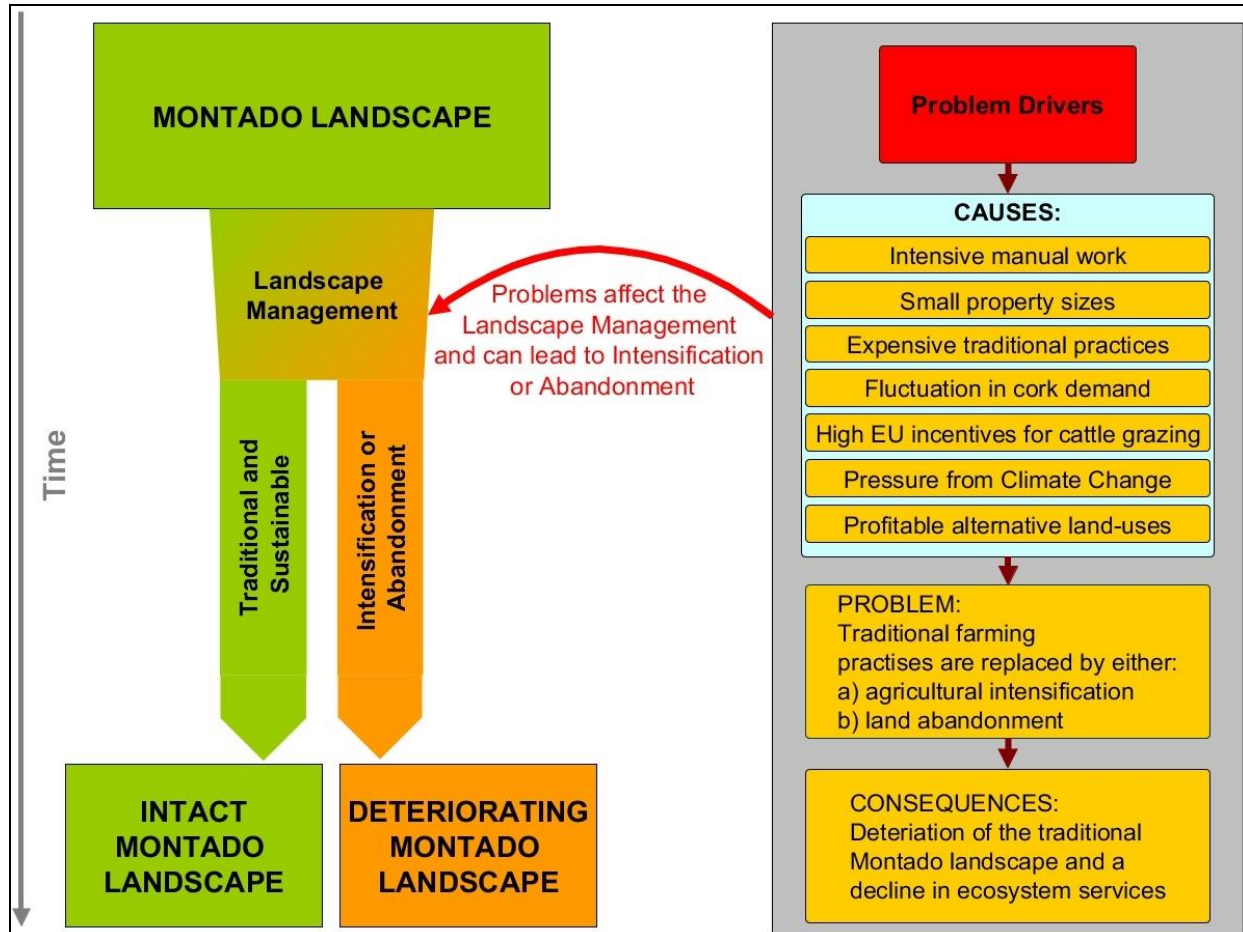 Time
MONTADO LANDSCAPE
Landscape
Management
Traditional and
Sustainable
Intensification or
Abandonment
INTACT
MONTADO
LANDSCAPE
DETERIORATING
MONTADO
LANDSCAPE
Problems affect the
Landscape Management
and can lead to Intensification
or Abandonment
Problem Drivers
CAUSES:
Intensive manual work
Small property sizes
Expensive traditional practices
Fluctuation in cork demand
High EU incentives for cattle grazing
Pressure from Climate Change
Profitable alternative land-uses
PROBLEM:
Traditional farming
practises are replaced by either:
a) agricultural intensification
b) land abandonment
CONSEQUENCES:
Deteriation of the traditional
Montado landscape and a
decline in ecosystem services